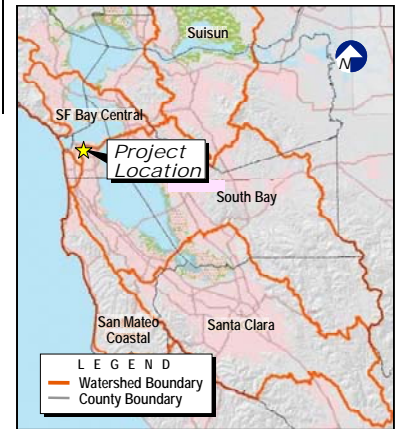 Suisun
N
SF Bay Central
Project
Location
South Bay
San Mateo
Coastal
Santa Clara
LEGEND
Watershed Boundary
County Boundary